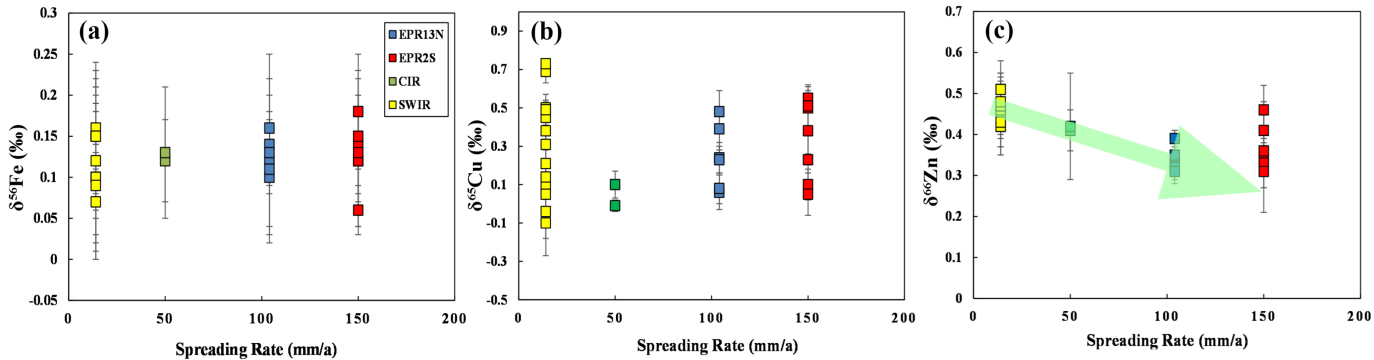 (a)
EPR13N
EPR2S
CIR
SWIR
0.3
0.25
0.2
0.15
0.1
0.05
0
-0.05
δ⁵⁶Fe (‰)
0 50 100 150 200
Spreading Rate (mm/a)
(b)
0.9
0.7
0.5
0.3
0.1
-0.1
-0.3
-0.5
δ⁶⁵Cu (‰)
0 50 100 150 200
Spreading Rate (mm/a)
(c)
0.7
0.6
0.5
0.4
0.3
0.2
0.1
0
δ⁶⁶Zn (‰)
0 50 100 150 200
Spreading Rate (mm/a)